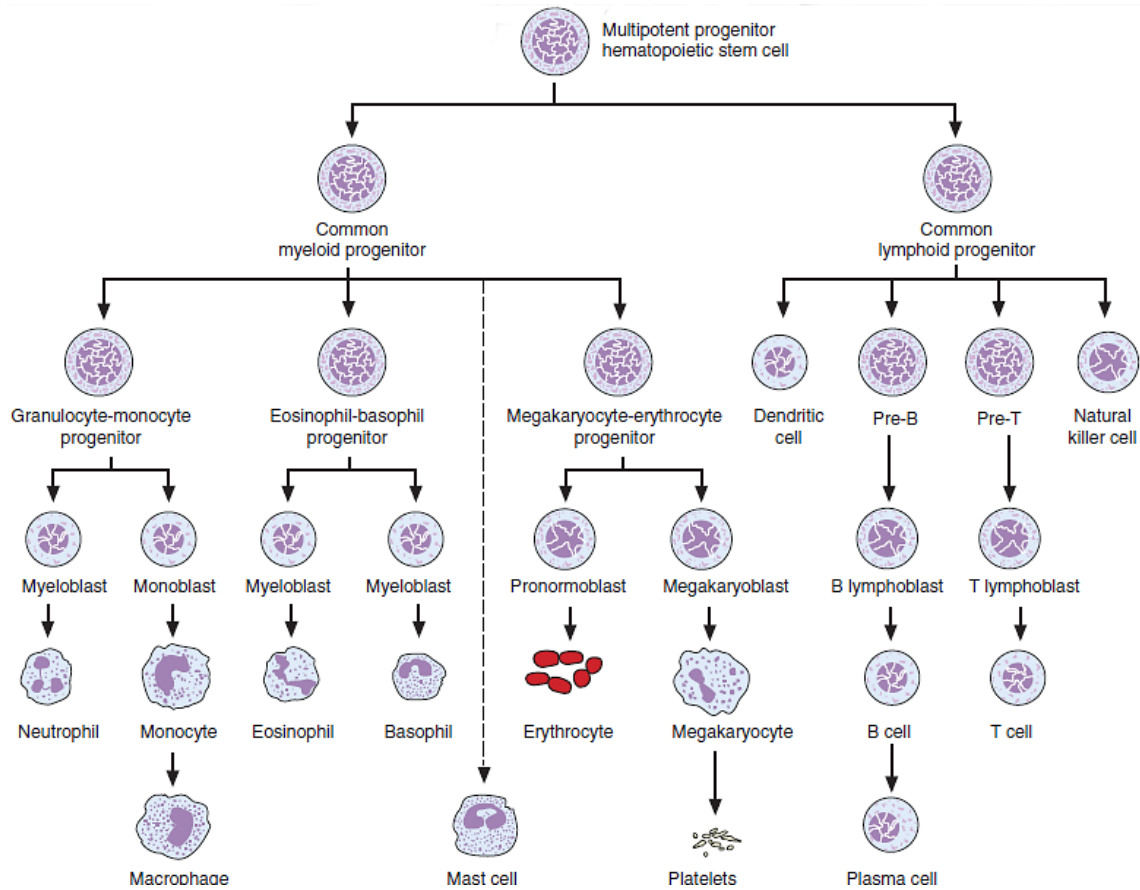 Multipotent progenitor
hematopoietic stem cell
Common
myeloid progenitor
Common
lymphoid progenitor
Granulocyte-monocyte
progenitor
Eosinophil-basophil
progenitor
Megakaryocyte-erythrocyte
progenitor
Dendritic
cell
Pre-B
Pre-T
Natural
killer cell
Myeloblast
Monoblast
Myeloblast
Myeloblast
Pronormoblast
Megakaryoblast
B lymphoblast
T lymphoblast
Neutrophil
Monocyte
Eosinophil
Basophil
Erythrocyte
Megakaryocyte
B cell
T cell
Macrophage
Mast cell
Platelets
Plasma cell